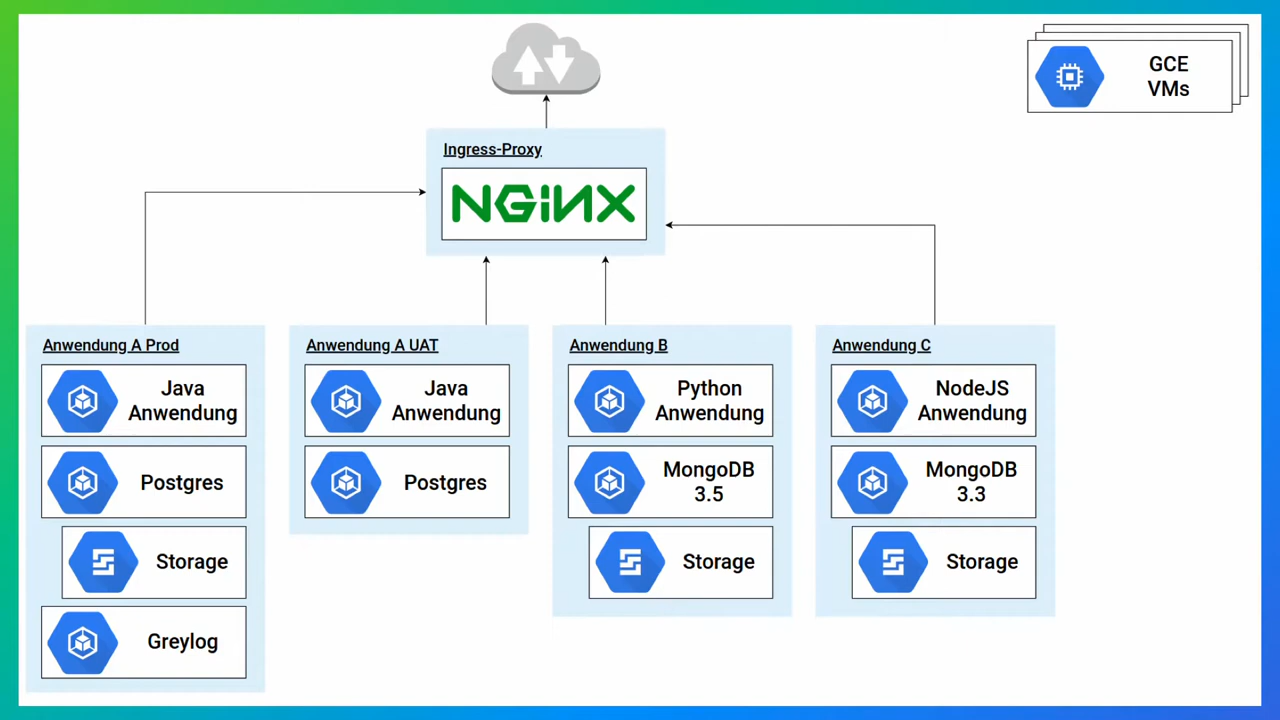 GCE
VMs
Ingress-Proxy
NGINX
Anwendung A Prod
Java
Anwendung
Postgres
Storage
Greylog
Anwendung A UAT
Java
Anwendung
Postgres
Anwendung B
Python
Anwendung
MongoDB
3.5
Storage
Anwendung C
NodeJS
Anwendung
MongoDB
3.3
Storage